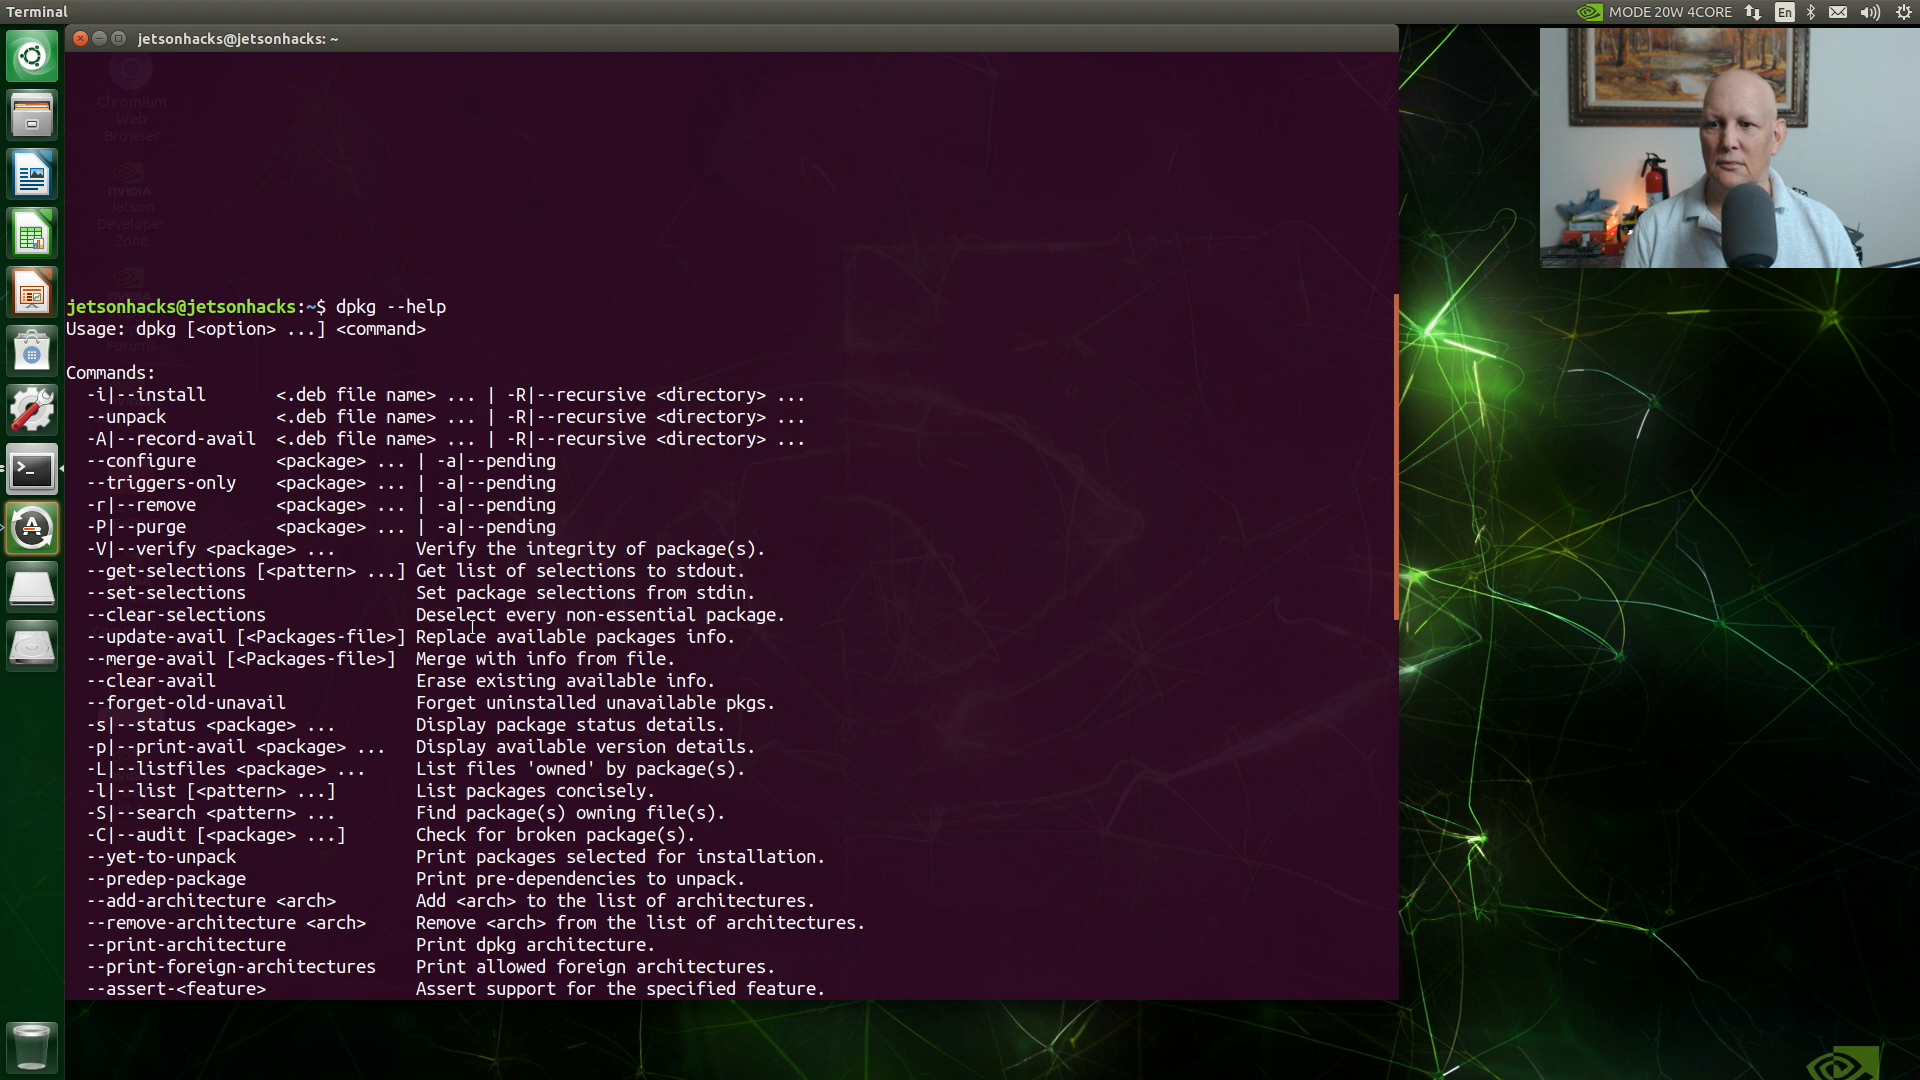 Terminal
MODE 20W 4CORE
En
jetsonhacks@jetsonhacks: ~
Chromium
Web
Browser
NVIDIA
Jetson
Developer
Zone
jetsonhacks@jetsonhacks:~$ dpkg --help
Usage: dpkg [<option> ...] <command>
Forums
Commands:
-i|--install <.deb file name> ... | -R|--recursive <directory> ...
--unpack <.deb file name> ... | -R|--recursive <directory> ...
-A|--record-avail <.deb file name> ... | -R|--recursive <directory> ...
--configure <package> ... | -a|--pending
--triggers-only <package> ... | -a|--pending
-r|--remove <package> ... | -a|--pending
-P|--purge <package> ... | -a|--pending
-V|--verify <package> ... Verify the integrity of package(s).
--get-selections [<pattern> ...] Get list of selections to stdout.
--set-selections Set package selections from stdin.
--clear-selections Deselect every non-essential package.
--update-avail [<Packages-file>] Replace available packages info.
--merge-avail [<Packages-file>] Merge with info from file.
--clear-avail Erase existing available info.
--forget-old-unavail Forget uninstalled unavailable pkgs.
-s|--status <package> ... Display package status details.
-p|--print-avail <package> ... Display available version details.
-L|--listfiles <package> ... List files 'owned' by package(s).
-l|--list [<pattern> ...] List packages concisely.
-S|--search <pattern> ... Find package(s) owning file(s).
-C|--audit [<package> ...] Check for broken package(s).
--yet-to-unpack Print packages selected for installation.
--predep-package Print pre-dependencies to unpack.
--add-architecture <arch> Add <arch> to the list of architectures.
--remove-architecture <arch> Remove <arch> from the list of architectures.
--print-architecture Print dpkg architecture.
--print-foreign-architectures Print allowed foreign architectures.
--assert-<feature> Assert support for the specified feature.